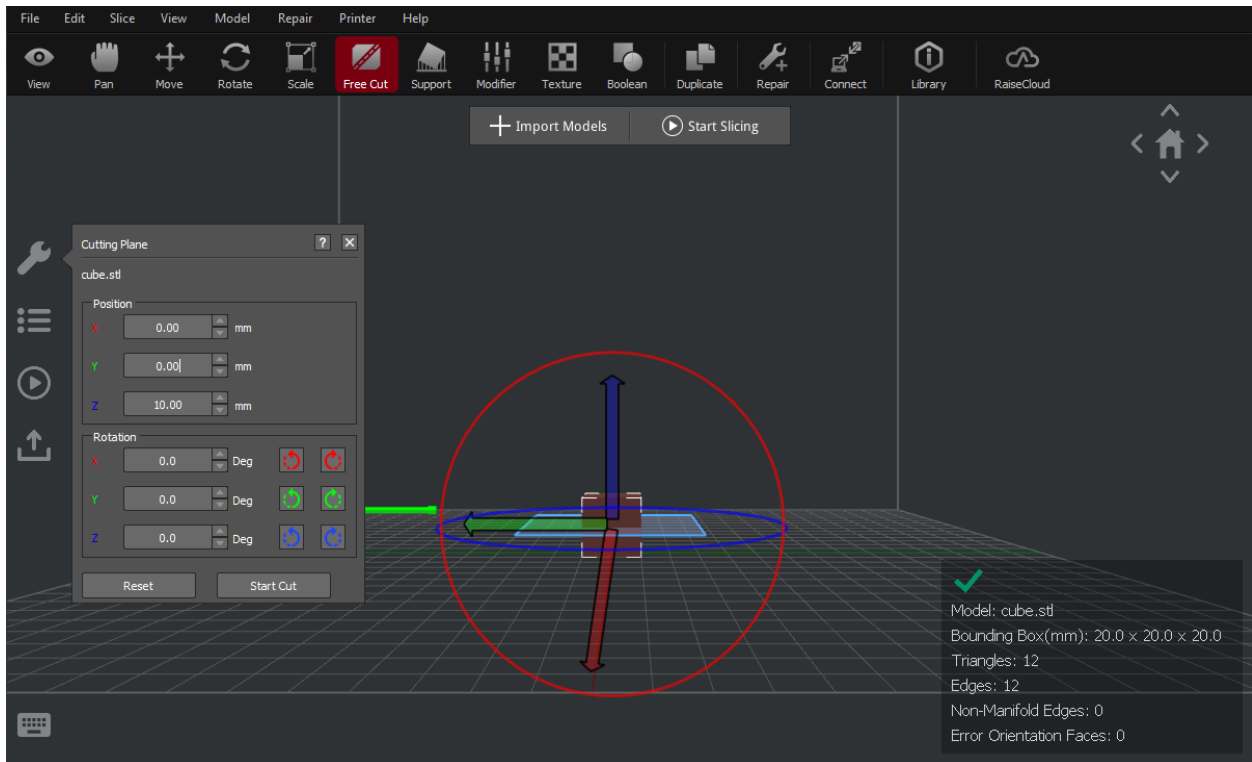 File Edit Slice View Model Repair Printer Help
View Pan Move Rotate Scale Free Cut Support Modifier Texture Boolean Duplicate Repair Connect Library RaiseCloud
Import Models Start Slicing
Cutting Plane ?
cube.stl
Position
X 0.00 mm
Y 0.00 mm
Z 10.00 mm
Rotation
X 0.0 Deg
Y 0.0 Deg
Z 0.0 Deg
Reset Start Cut
Model: cube.stl
Bounding Box(mm): 20.0 x 20.0 x 20.0
Triangles: 12
Edges: 12
Non-Manifold Edges: 0
Error Orientation Faces: 0